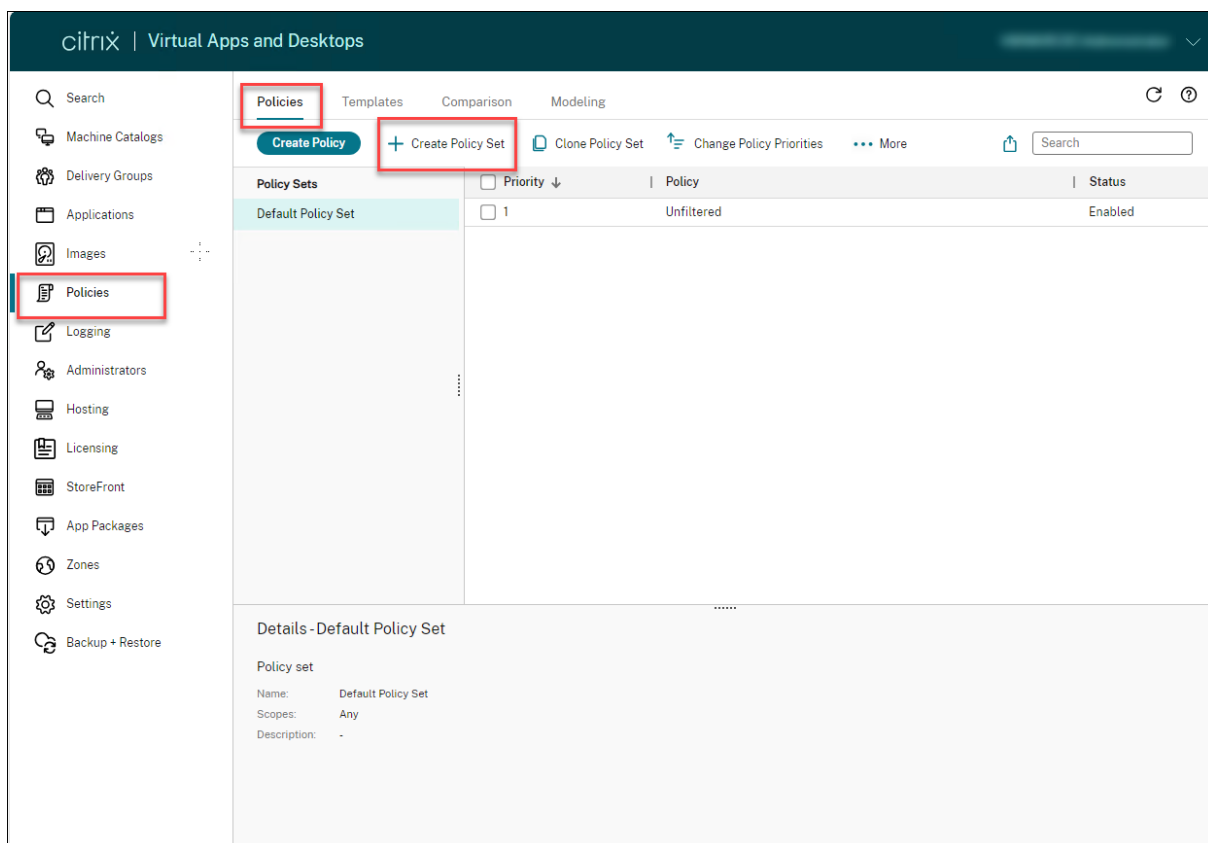 citrix | Virtual Apps and Desktops
Search
Machine Catalogs
Delivery Groups
Applications
Images
Policies
Logging
Administrators
Hosting
Licensing
StoreFront
App Packages
Zones
Settings
Backup + Restore
Policies Templates Comparison Modeling
Create Policy Create Policy Set Clone Policy Set Change Policy Priorities More Search
Policy Sets
Default Policy Set
Priority Policy Status
1 Unfiltered Enabled
Details - Default Policy Set
Policy set
Name: Default Policy Set
Scopes: Any
Description: -